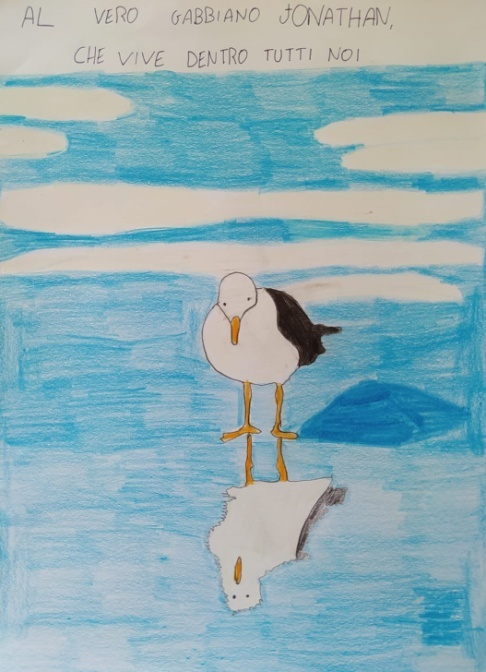 AL VERO GABBIANO JONATHAN,
CHE VIVE DENTRO TUTTI NOI